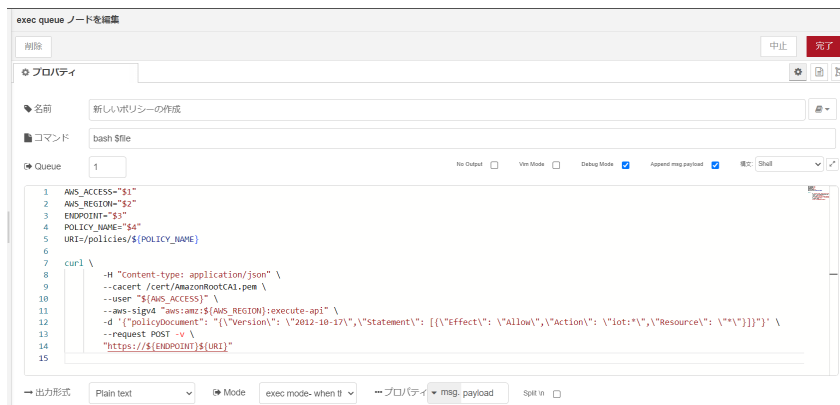 exec queue ノードを編集
削除 中止 完了
プロパティ
名前 新しいポリシーの作成
コマンド bash $file
Queue 1 No Output Vim Mode Debug Mode Append msg.payload 構文: Shell
1 AWS_ACCESS="$1"
2 AWS_REGION="$2"
3 ENDPOINT="$3"
4 POLICY_NAME="$4"
5 URI=/policies/${POLICY_NAME}
6
7 curl \
8 -H "Content-type: application/json" \
9 --cacert /cert/AmazonRootCA1.pem \
10 --user "${AWS_ACCESS}" \
11 --aws-sigv4 "aws:amz:${AWS_REGION}:execute-api" \
12 -d '{"policyDocument": "{\"Version\": \"2012-10-17\",\"Statement\": [{\"Effect\": \"Allow\",\"Action\": \"iot:*\",\"Resource\": \"*\"}]}"}' \
13 --request POST -v \
14 "https://${ENDPOINT}${URI}"
15
出力形式 Plain text Mode exec mode- when th プロパティ msg. payload Split \n